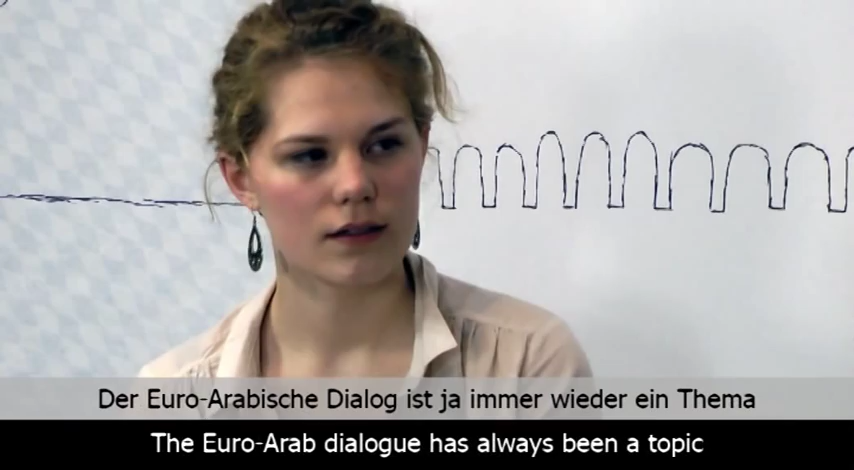 Der Euro-Arabische Dialog ist ja immer wieder ein Thema
The Euro-Arab dialogue has always been a topic